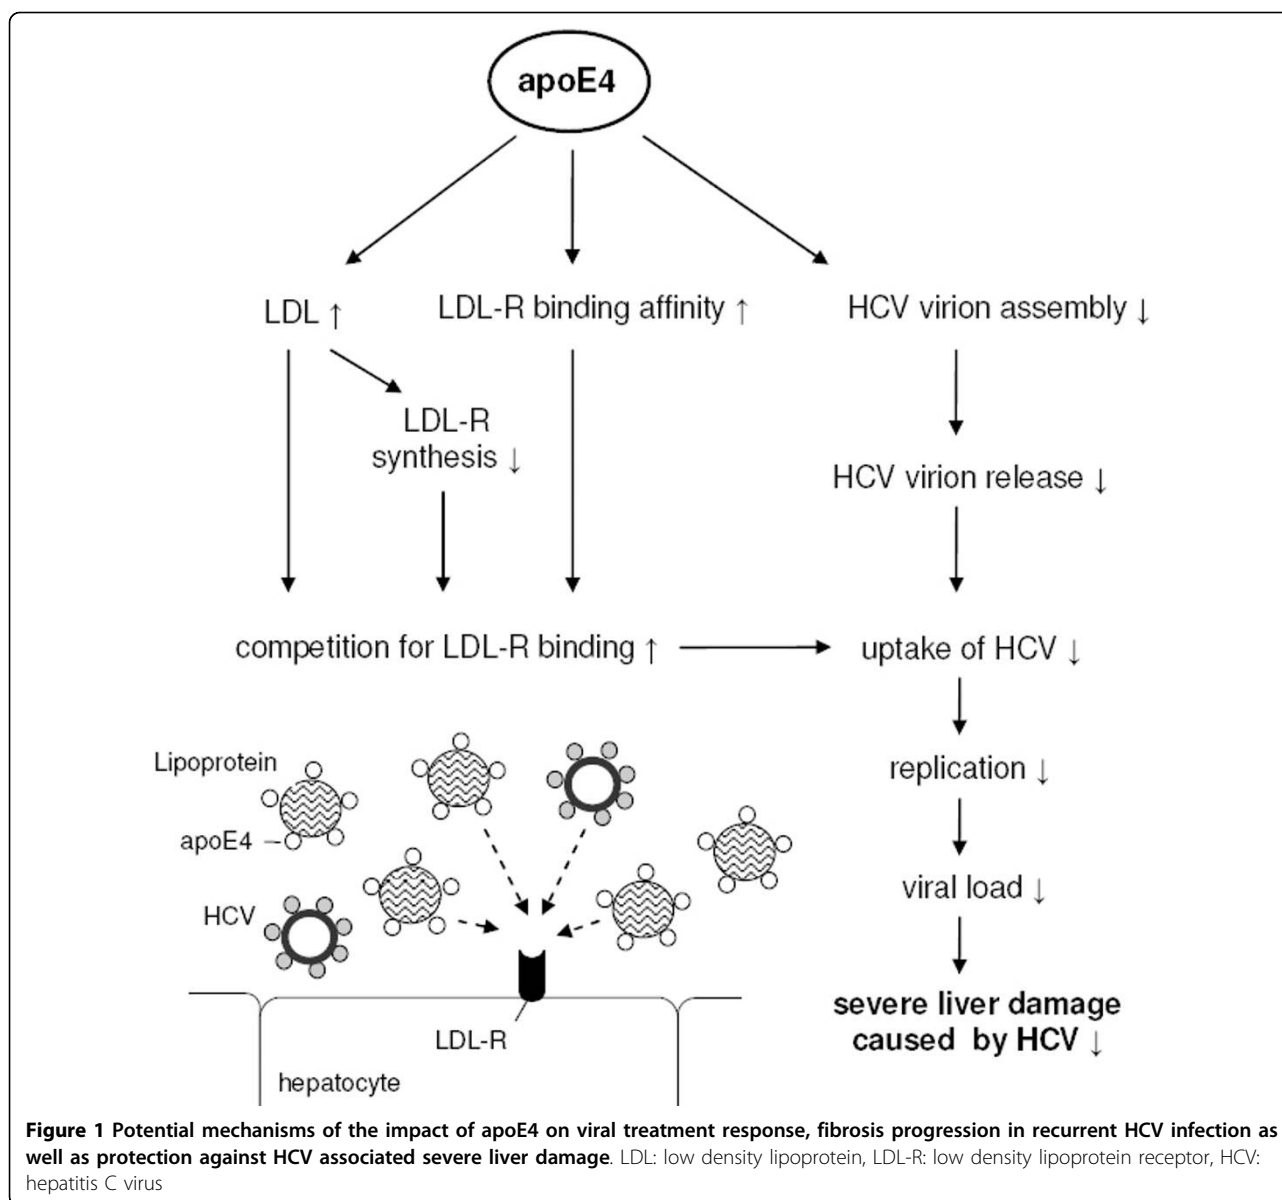 apoE4
LDL ↑
LDL-R binding affinity ↑
HCV virion assembly ↓
LDL-R
synthesis ↓
HCV virion release ↓
competition for LDL-R binding ↑
uptake of HCV ↓
replication ↓
viral load ↓
severe liver damage
caused by HCV ↓
Lipoprotein
apoE4
HCV
LDL-R
hepatocyte
Figure 1 Potential mechanisms of the impact of apoE4 on viral treatment response, fibrosis progression in recurrent HCV infection as
well as protection against HCV associated severe liver damage. LDL: low density lipoprotein, LDL-R: low density lipoprotein receptor, HCV:
hepatitis C virus